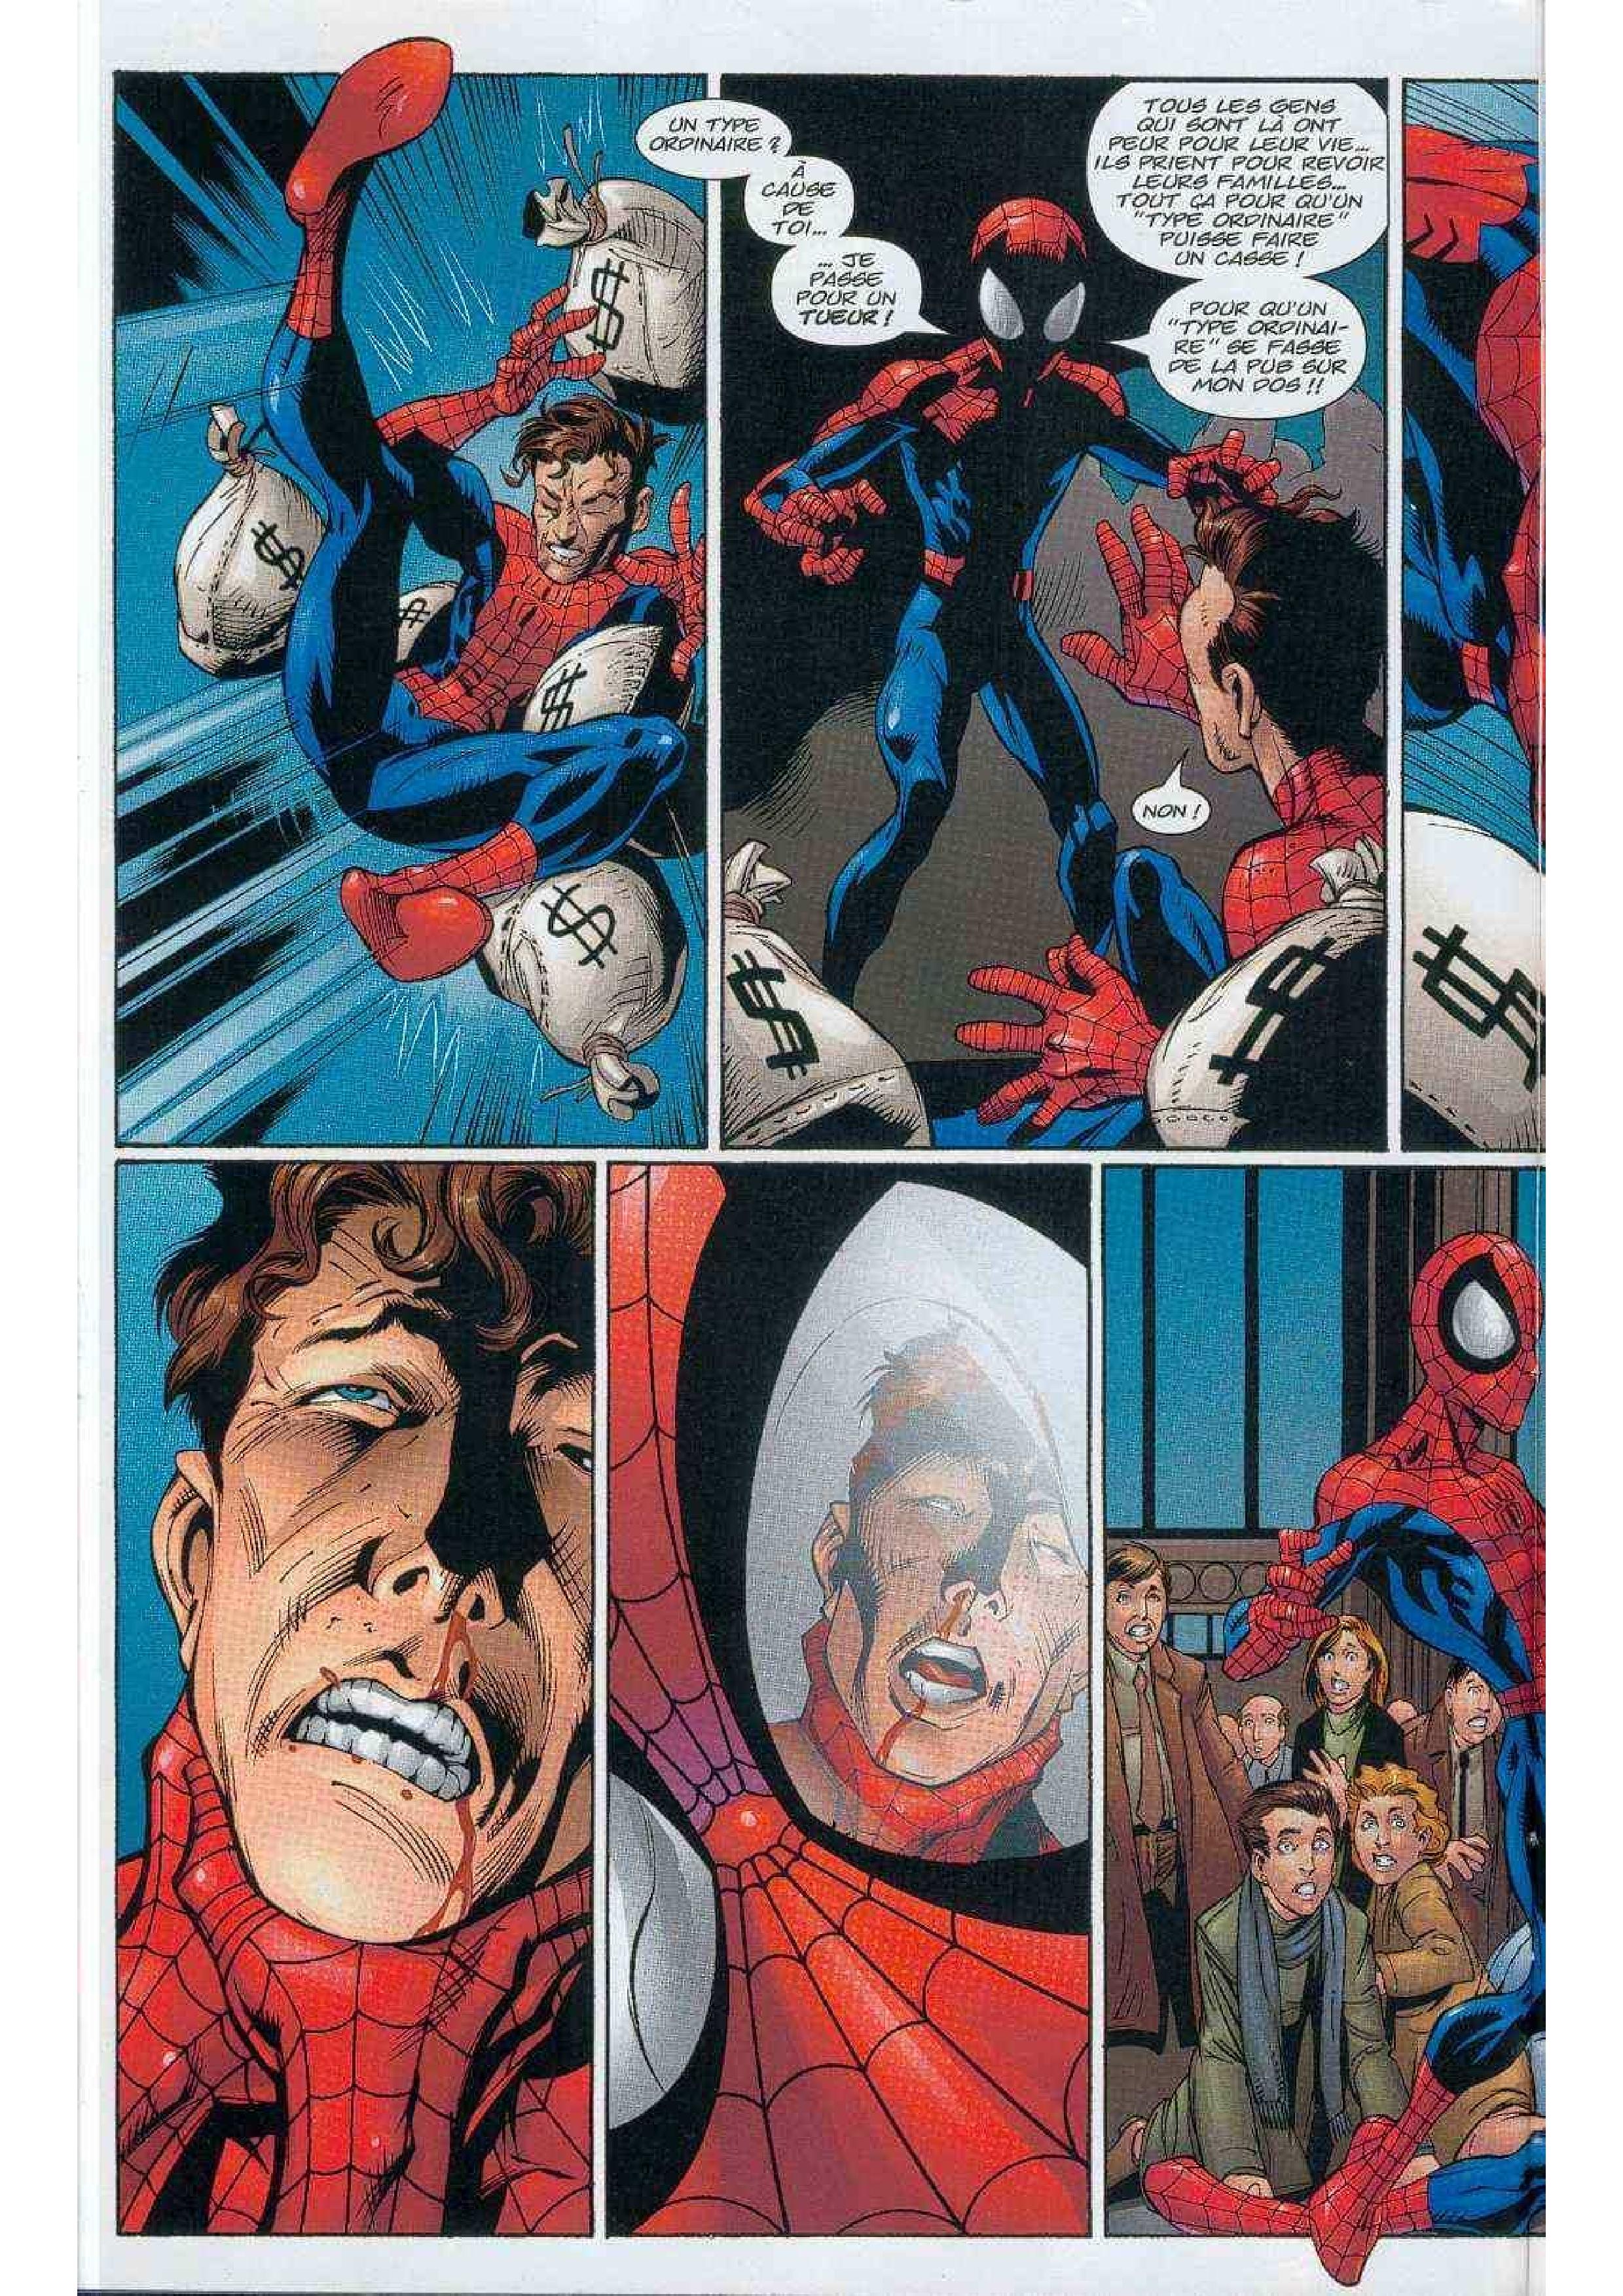 UN TYPE
ORDINAIRE ?
À
CAUSE
DE
TOI...
... JE
PASSE
POUR UN
TUEUR !
TOUS LES GENS
QUI SONT LÀ ONT
PEUR POUR LEUR VIE...
ILS PRIENT POUR REVOIR
LEURS FAMILLES...
TOUT ÇA POUR QU'UN
"TYPE ORDINAIRE"
PUISSE FAIRE
UN CASSE !
POUR QU'UN
"TYPE ORDINAI-
RE" SE FASSE
DE LA PUB SUR
MON DOS !!
NON !
$
$
$
$
$
$
$
$